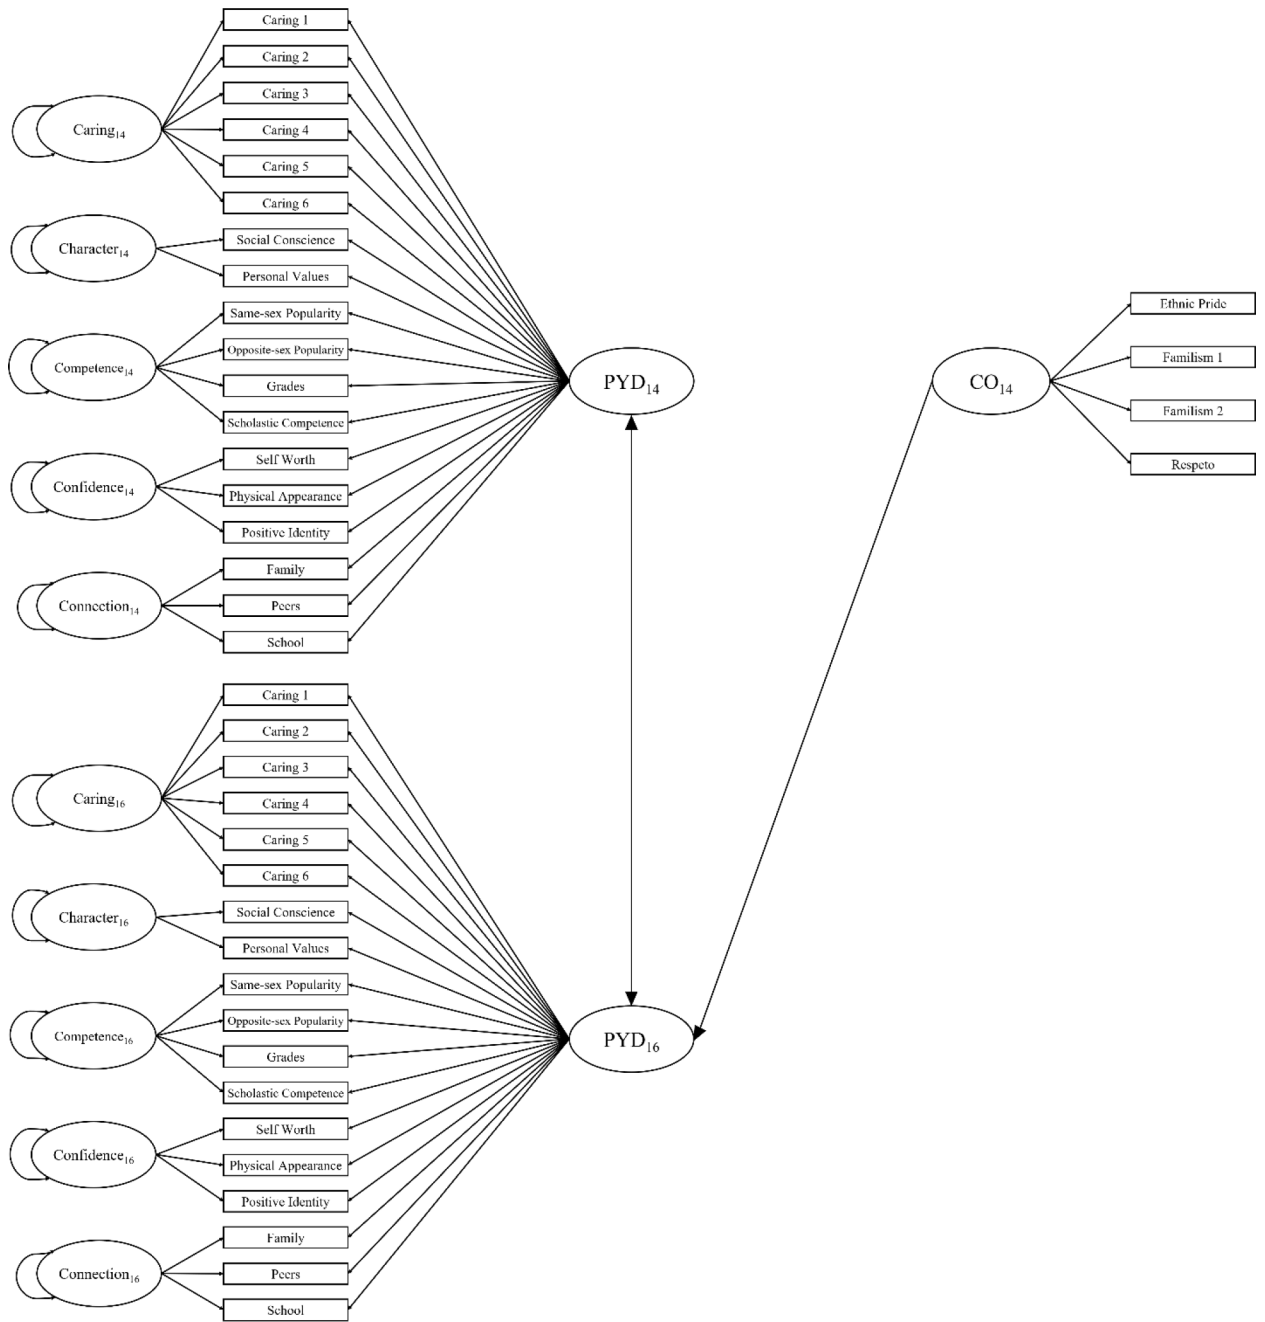 Caring 1
Caring 2
Caring 3
Caring 4
Caring 5
Caring 6
Caring14
Social Conscience
Personal Values
Character14
Same-sex Popularity
Opposite-sex Popularity
Grades
Scholastic Competence
Competence14
Self Worth
Physical Appearance
Positive Identity
Confidence14
Family
Peers
School
Connection14
PYD14
CO14
Ethnic Pride
Familism 1
Familism 2
Respeto
Caring 1
Caring 2
Caring 3
Caring 4
Caring 5
Caring 6
Caring16
Social Conscience
Personal Values
Character16
Same-sex Popularity
Opposite-sex Popularity
Grades
Scholastic Competence
Competence16
Self Worth
Physical Appearance
Positive Identity
Confidence16
Family
Peers
School
Connection16
PYD16